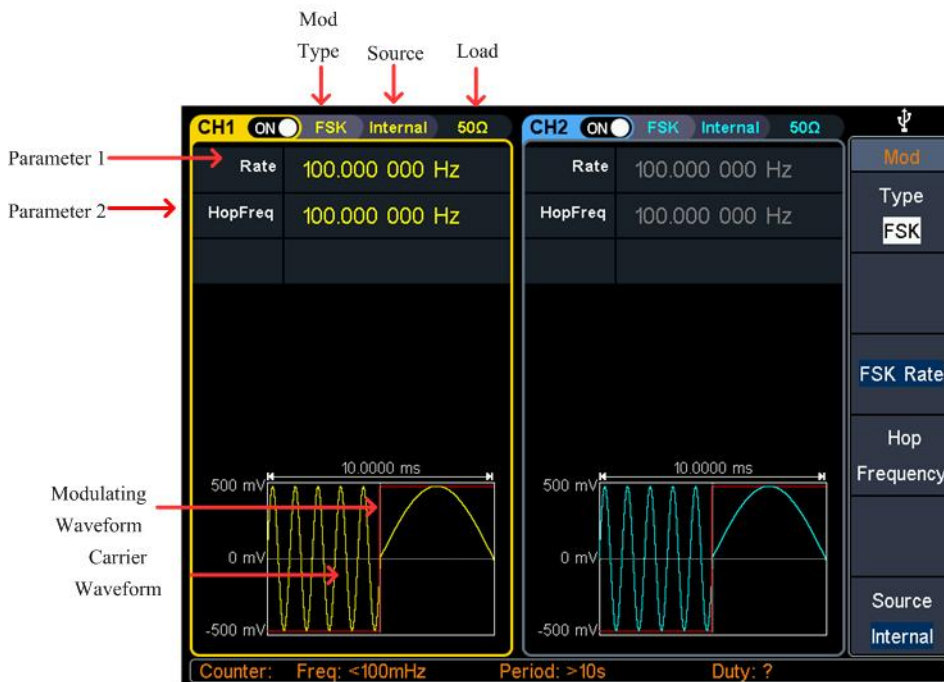 Mod
Type Source Load
CH1 ON FSK Internal 50Ω CH2 ON FSK Internal 50Ω
Mod
Parameter 1 Rate 100.000 000 Hz Rate 100.000 000 Hz
Type
FSK
Parameter 2 HopFreq 100.000 000 Hz HopFreq 100.000 000 Hz
FSK Rate
Hop
Frequency
10.0000 ms 10.0000 ms
500 mV 500 mV
Modulating
Waveform
Carrier
Waveform
0 mV 0 mV
Source
Internal
-500 mV -500 mV
Counter: Freq: <100mHz Period: >10s Duty: ?